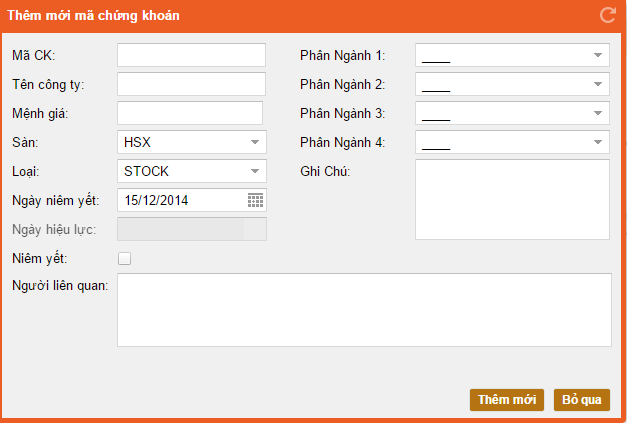 Thêm mới mã chứng khoán
Mã CK:
Tên công ty:
Mệnh giá:
Sàn: HSX
Loại: STOCK
Ngày niêm yết: 15/12/2014
Ngày hiệu lực:
Niêm yết:
Phân Ngành 1: ____
Phân Ngành 2: ____
Phân Ngành 3: ____
Phân Ngành 4: ____
Ghi Chú:
Người liên quan:
Thêm mới
Bỏ qua